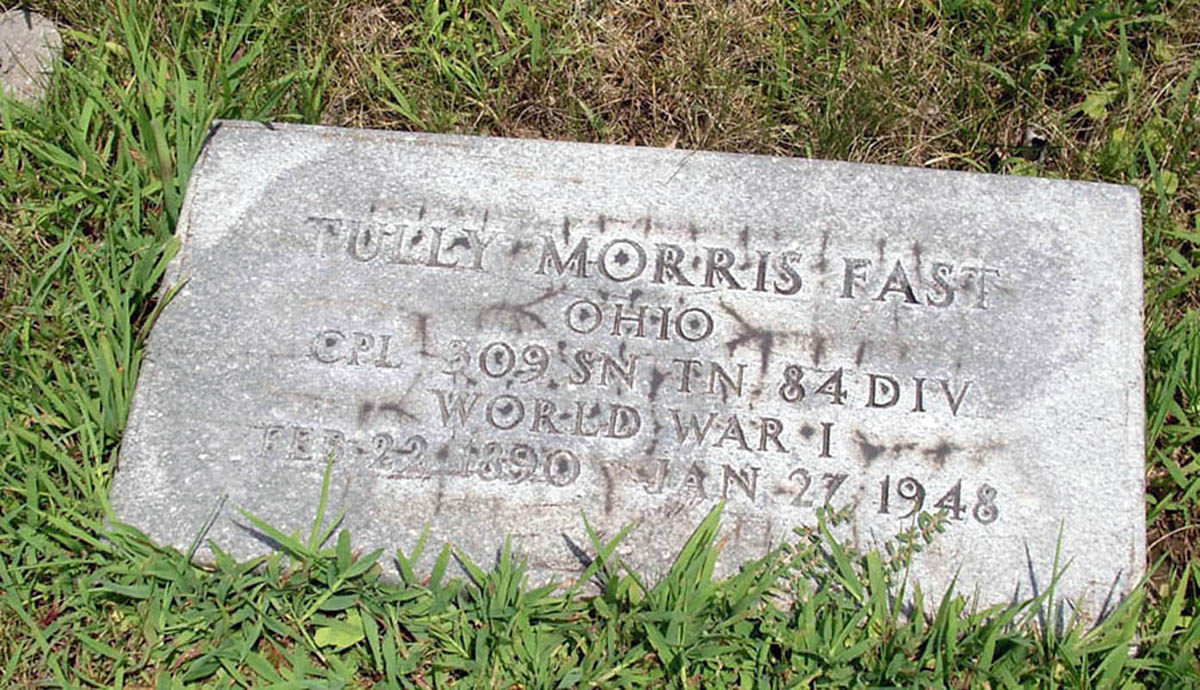 TULLY MORRIS FAST
OHIO
CPL 309 SN TN 84 DIV
WORLD WAR I
FEB 22 1890 JAN 27 1948